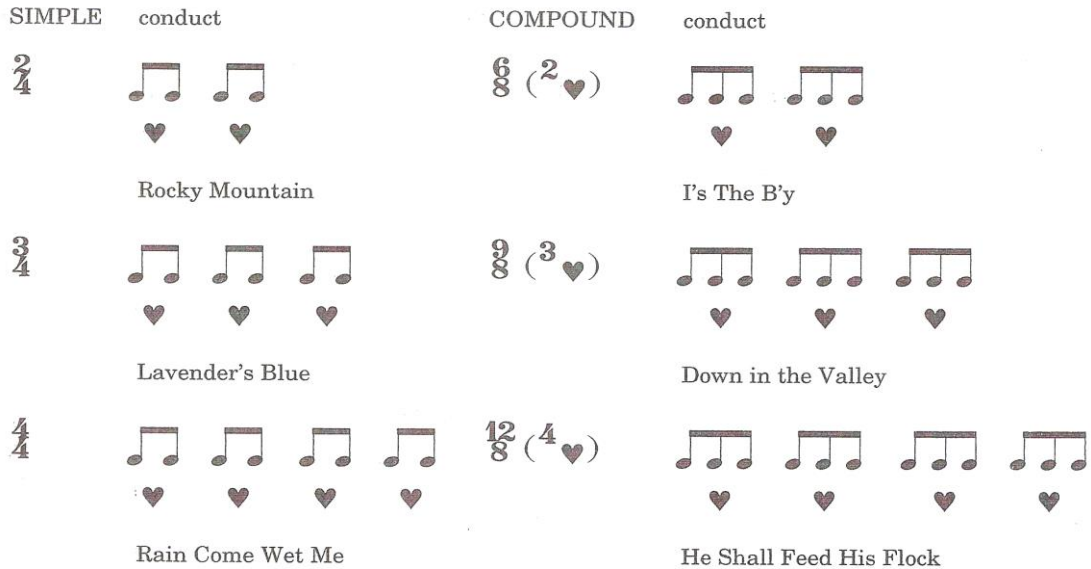 SIMPLE conduct COMPOUND conduct
2/4 6/8 (2 ♥)
Rocky Mountain I's The B'y
3/4 9/8 (3 ♥)
Lavender's Blue Down in the Valley
4/4 12/8 (4 ♥)
Rain Come Wet Me He Shall Feed His Flock